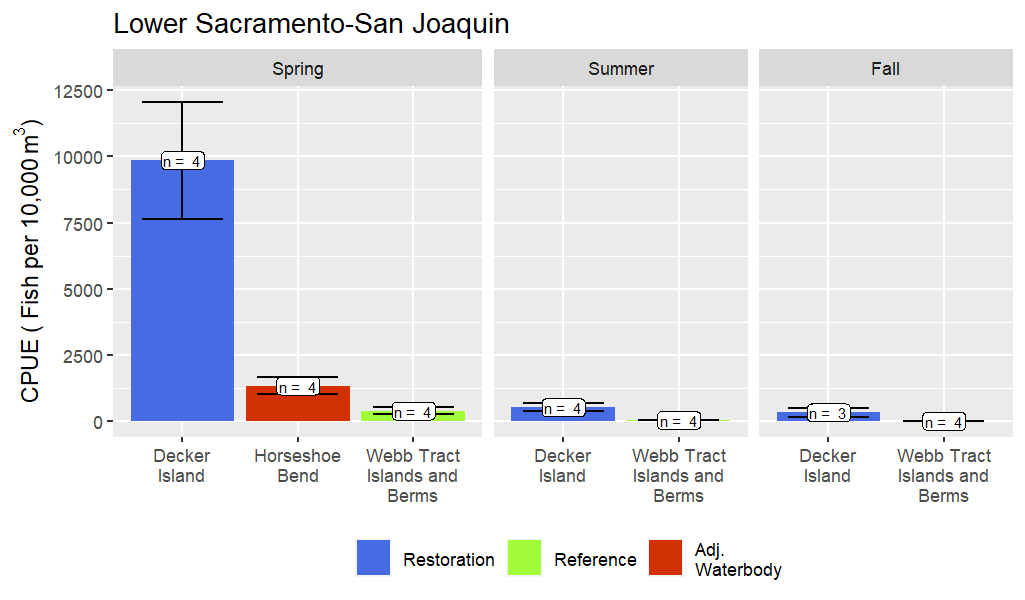 Lower Sacramento-San Joaquin
Spring
Summer
Fall
CPUE ( Fish per 10,000 m³)
12500
10000
7500
5000
2500
0
n = 4
n = 4
n = 4
n = 4
n = 4
n = 3
n = 4
Decker
Island
Horseshoe
Bend
Webb Tract
Islands and
Berms
Decker
Island
Webb Tract
Islands and
Berms
Decker
Island
Webb Tract
Islands and
Berms
Restoration
Reference
Adj.
Waterbody